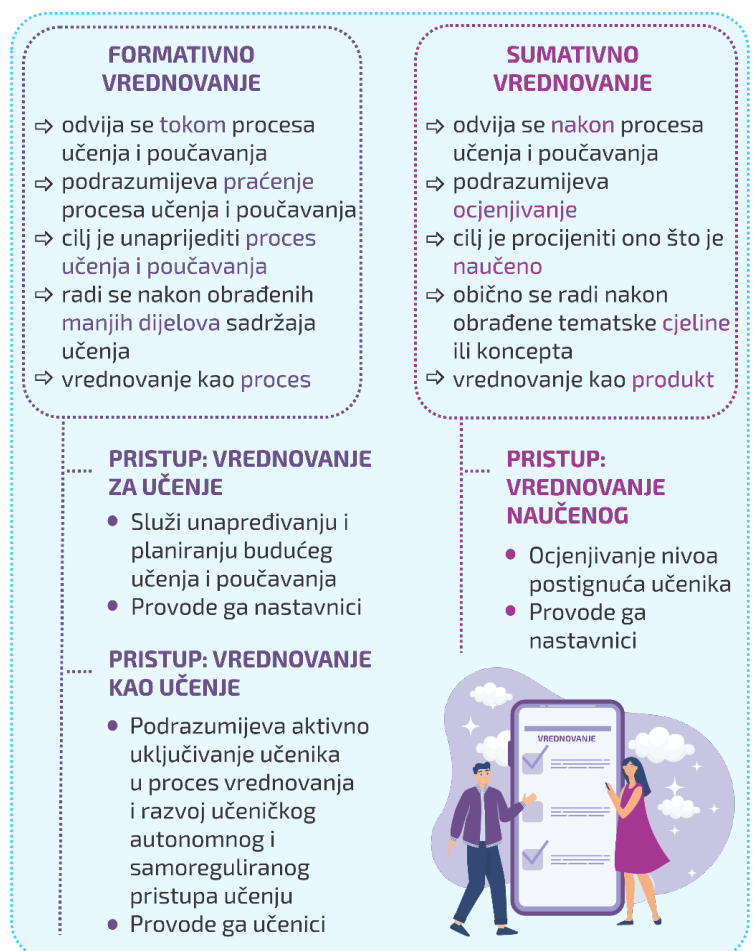 FORMATIVNO
VREDNOVANJE
⇨ odvija se tokom procesa
učenja i poučavanja
⇨ podrazumijeva praćenje
procesa učenja i poučavanja
⇨ cilj je unaprijediti proces
učenja i poučavanja
⇨ radi se nakon obrađenih
manjih dijelova sadržaja
učenja
⇨ vrednovanje kao proces
PRISTUP: VREDNOVANJE
ZA UČENJE
• Služi unapređivanju i
planiranju budućeg
učenja i poučavanja
• Provode ga nastavnici
PRISTUP: VREDNOVANJE
KAO UČENJE
• Podrazumijeva aktivno
uključivanje učenika
u proces vrednovanja
i razvoj učeničkog
autonomnog i
samoreguliranog
pristupa učenju
• Provode ga učenici
SUMATIVNO
VREDNOVANJE
⇨ odvija se nakon procesa
učenja i poučavanja
⇨ podrazumijeva
ocjenjivanje
⇨ cilj je procijeniti ono što je
naučeno
⇨ obično se radi nakon
obrađene tematske cjeline
ili koncepta
⇨ vrednovanje kao produkt
PRISTUP:
VREDNOVANJE
NAUČENOG
• Ocjenjivanje nivoa
postignuća učenika
• Provode ga
nastavnici
VREDNOVANJE